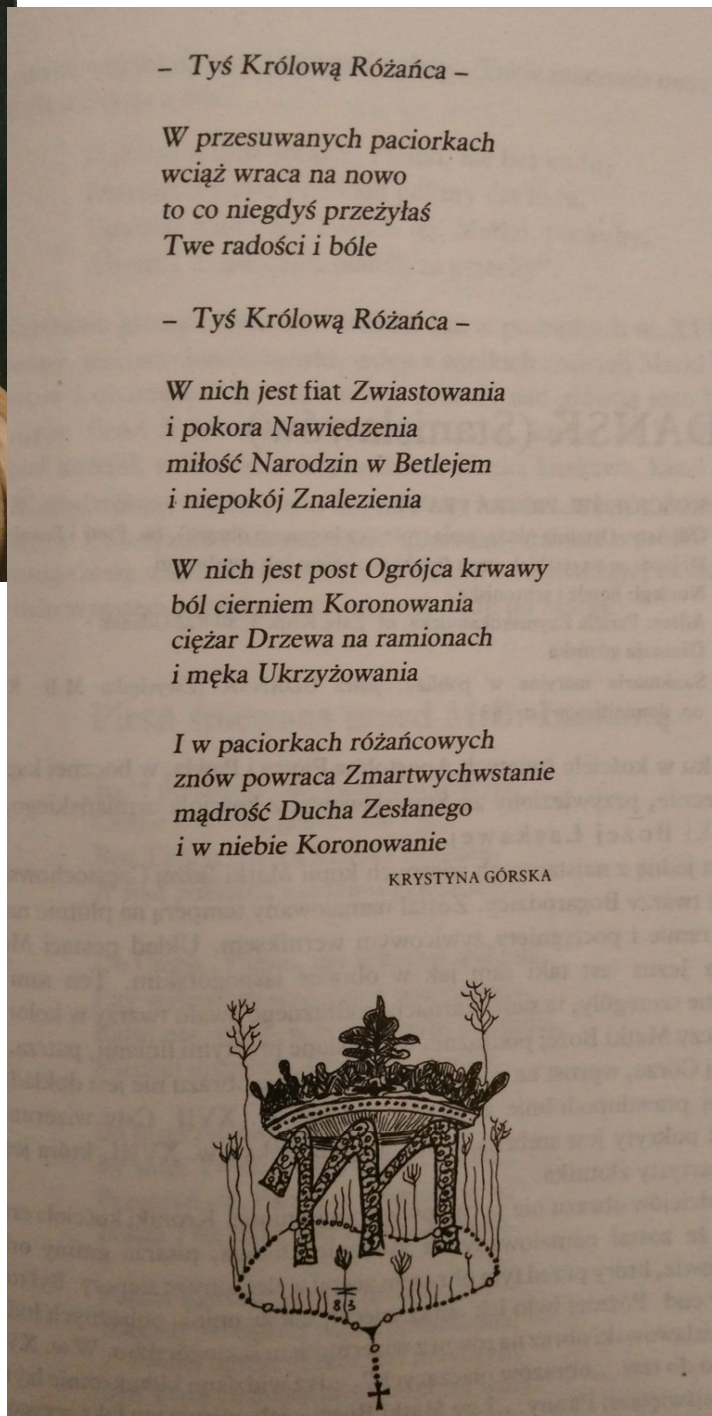 – Tyś Królową Różańca –
W przesuwanych paciorkach
wciąż wraca na nowo
to co niegdyś przeżyłaś
Twe radości i bóle
– Tyś Królową Różańca –
W nich jest fiat Zwiastowania
i pokora Nawiedzenia
miłość Narodzin w Betlejem
i niepokój Znalezienia
W nich jest post Ogrójca krwawy
ból cierniem Koronowania
ciężar Drzewa na ramionach
i męka Ukrzyżowania
I w paciorkach różańcowych
znów powraca Zmartwychwstanie
mądrość Ducha Zesłanego
i w niebie Koronowanie
KRYSTYNA GÓRSKA
83